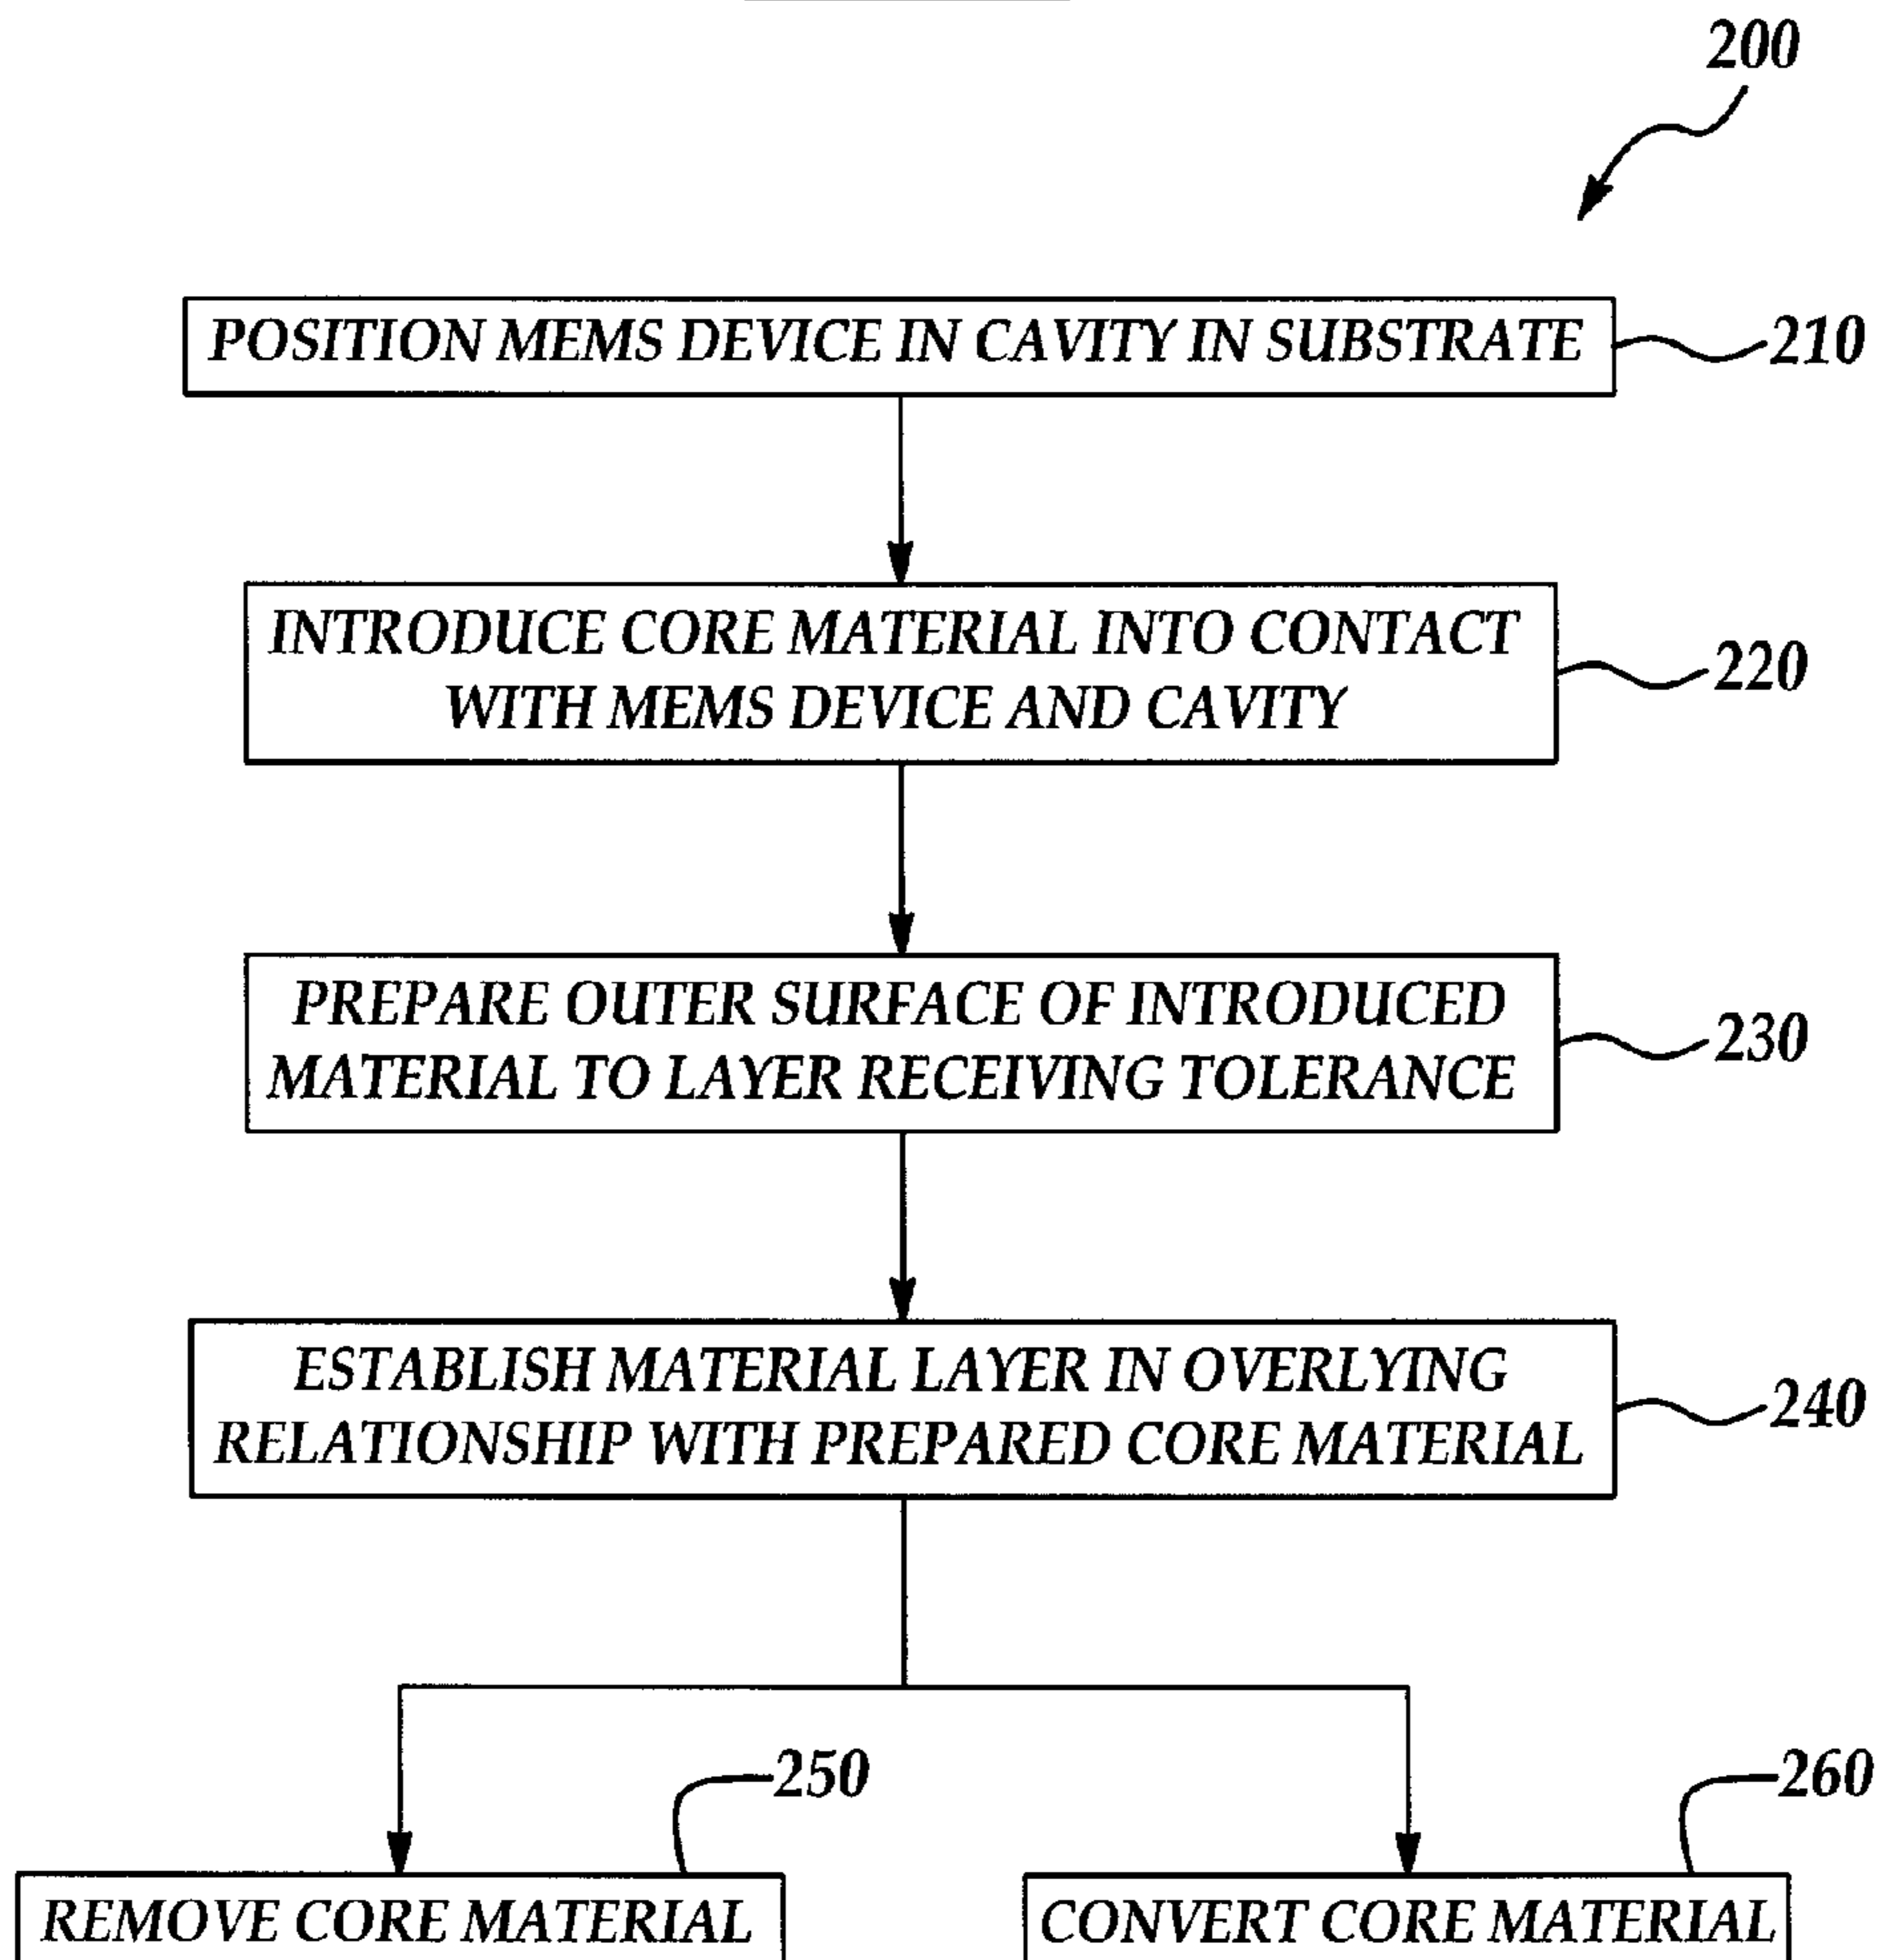 200
POSITION MEMS DEVICE IN CAVITY IN SUBSTRATE
210
INTRODUCE CORE MATERIAL INTO CONTACT
WITH MEMS DEVICE AND CAVITY
220
PREPARE OUTER SURFACE OF INTRODUCED
MATERIAL TO LAYER RECEIVING TOLERANCE
230
ESTABLISH MATERIAL LAYER IN OVERLYING
RELATIONSHIP WITH PREPARED CORE MATERIAL
240
250
REMOVE CORE MATERIAL
260
CONVERT CORE MATERIAL